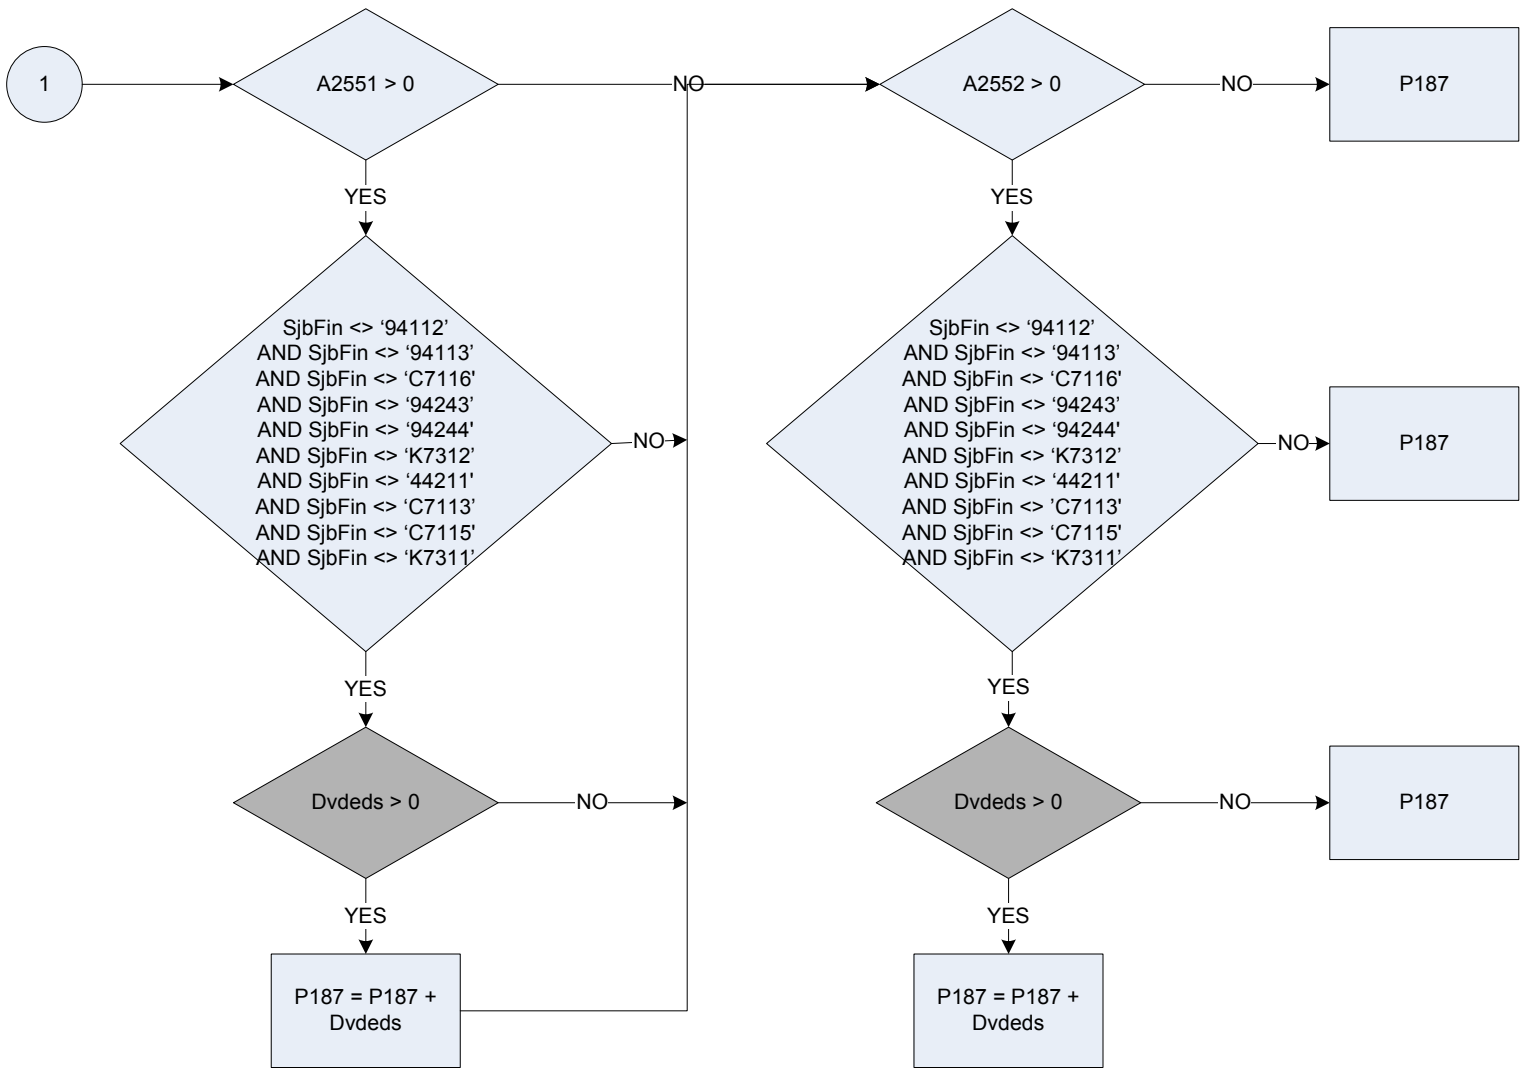 1
A2551 > 0
NO
A2552 > 0
NO
P187
YES
YES
SjbFin <> ‘94112’
AND SjbFin <> ‘94113’
AND SjbFin <> ‘C7116'
AND SjbFin <> ‘94243’
AND SjbFin <> ‘94244'
AND SjbFin <> ‘K7312’
AND SjbFin <> ‘44211'
AND SjbFin <> ‘C7113’
AND SjbFin <> ‘C7115'
AND SjbFin <> ‘K7311’
NO
SjbFin <> ‘94112’
AND SjbFin <> ‘94113’
AND SjbFin <> ‘C7116'
AND SjbFin <> ‘94243’
AND SjbFin <> ‘94244'
AND SjbFin <> ‘K7312’
AND SjbFin <> ‘44211'
AND SjbFin <> ’C7113'
AND SjbFin <> ‘C7115'
AND SjbFin <> ‘K7311’
NO
P187
YES
YES
Dvdeds > 0
NO
Dvdeds > 0
NO
P187
YES
YES
P187 = P187 +
Dvdeds
P187 = P187 +
Dvdeds